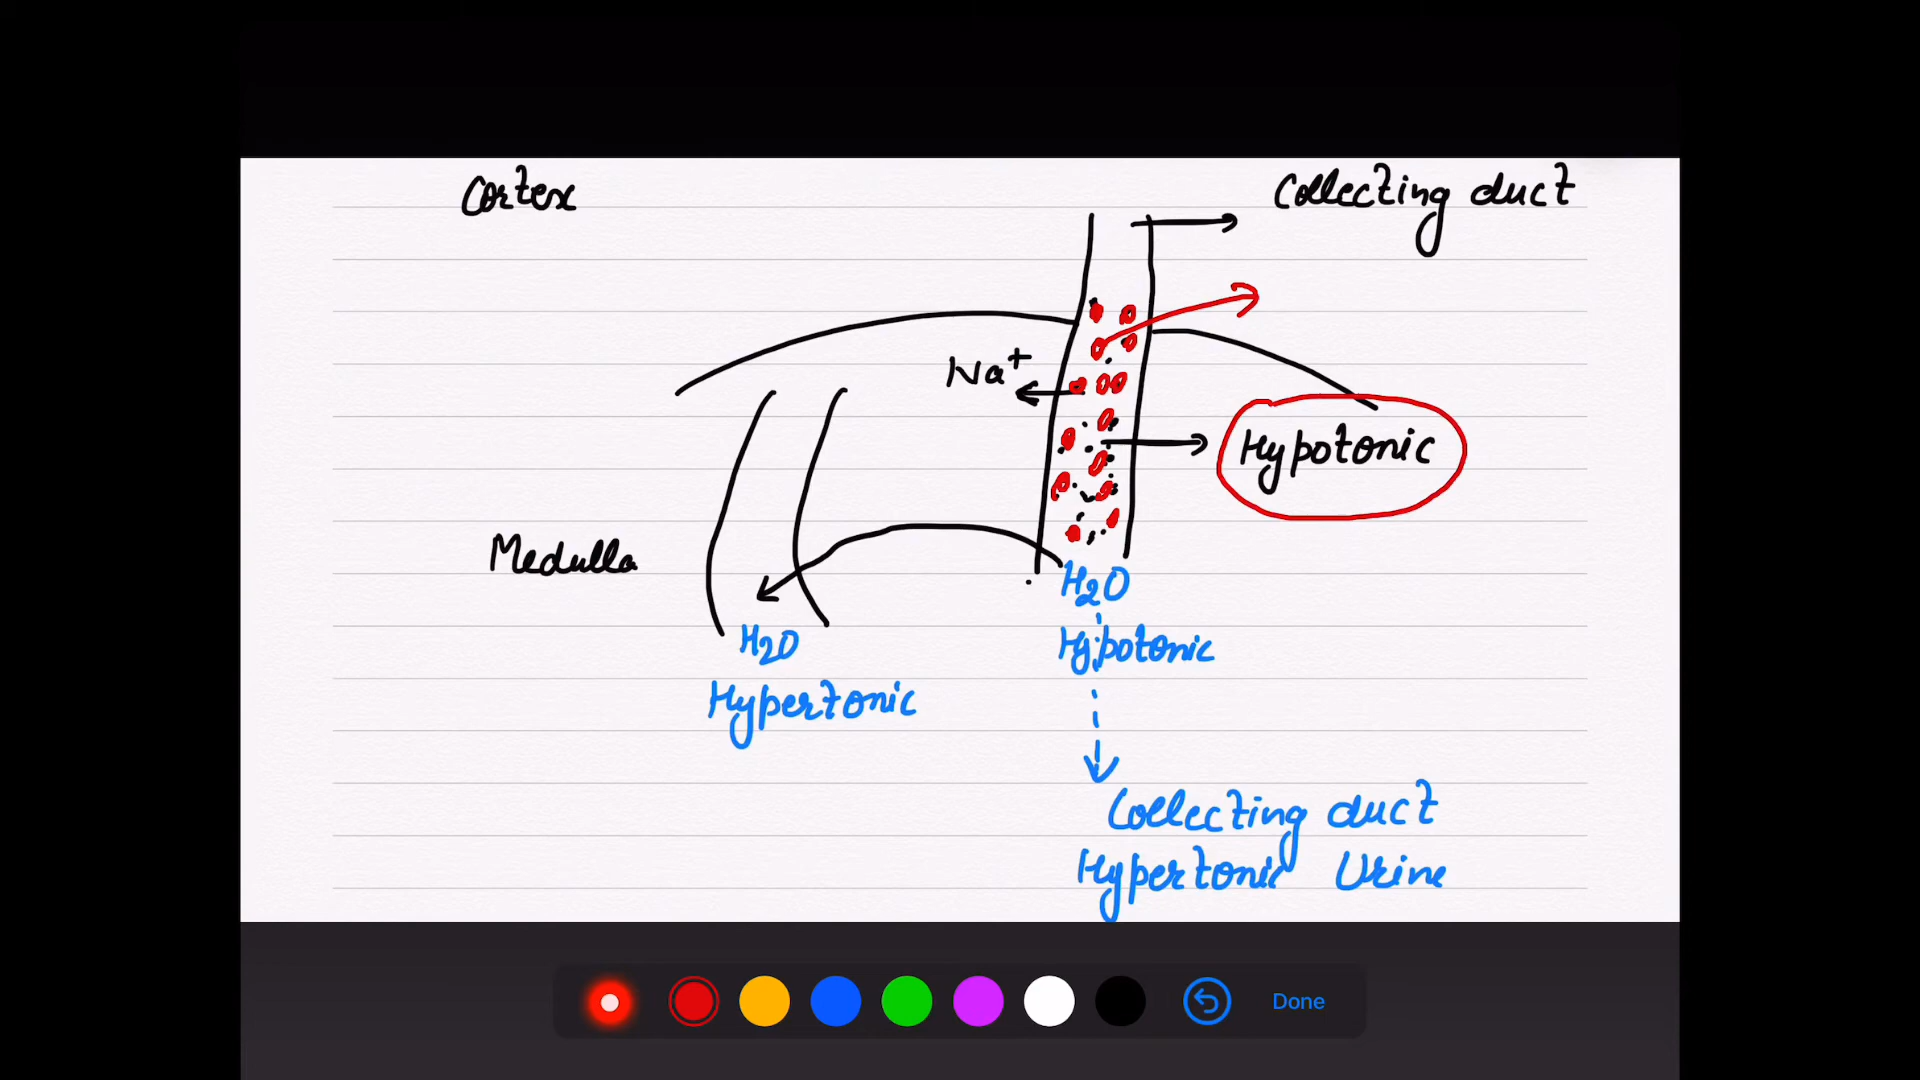 Cortex
Collecting duct
Na+
Hypotonic
Medulla
H2O
H2O
Hypotonic
Hypertonic
Collecting duct
Hypertonic Urine
Done